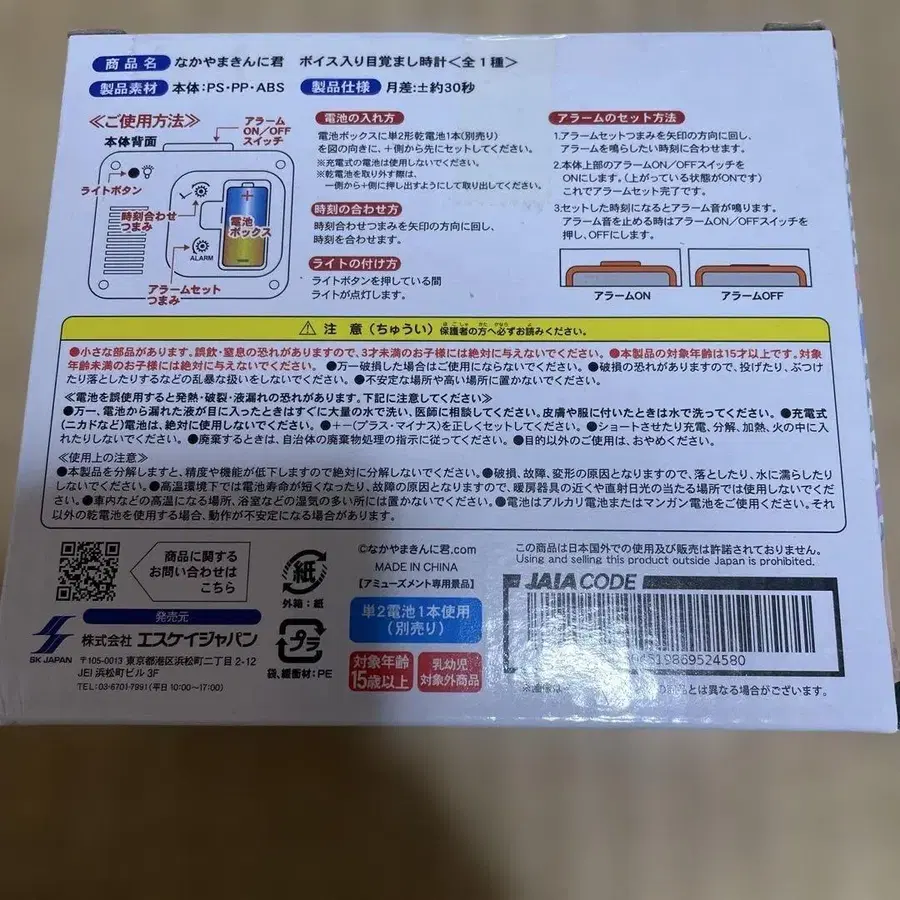 商品名 なかやまきんに君 ボイス入り目覚まし時計<全1種>
製品素材 本体:PS・PP・ABS 製品仕様 月差:±約30秒
≪ご使用方法≫
本体背面
アラーム
ON/OFF
スイッチ
ライトボタン
時刻合わせ
つまみ
電池
ボックス
ALARM
アラームセット
つまみ
電池の入れ方
電池ボックスに単2形乾電池1本(別売り)
を図の向きに、+側から先にセットしてください。
※充電式の電池は使用しないでください。
※乾電池を取り外す際は、
一側から+側に押し出すようにして取り出してください。
時刻の合わせ方
時刻合わせつまみを矢印の方向に回し、
時刻を合わせます。
ライトの付け方
ライトボタンを押している間
ライトが点灯します。
アラームのセット方法
1.アラームセットつまみを矢印の方向に回し、
アラームを鳴らしたい時刻に合わせます。
2.本体上部のアラームON/OFFスイッチを
ONにします。(上がっている状態がONです)
これでアラームセット完了です。
3.セットした時刻になるとアラーム音が鳴ります。
アラーム音を止める時はアラームON/OFFスイッチを
押し、OFFにします。
アラームON アラームOFF
⚠ 注意(ちゅうい)保護者の方へ必ずお読みください。
●小さな部品があります。誤飲・窒息の恐れがありますので、3才未満のお子様には絶対に与えないでください。●本製品の対象年齢は15才以上です。対象
年齢未満のお子様には絶対に与えないでください。●万一破損した場合はご使用にならないでください。●破損の恐れがありますので、投げたり、ぶつけ
たり落としたりするなどの乱暴な扱いをしないでください。●不安定な場所や高い場所に置かないでください。
≪電池を誤使用すると発熱・破裂・液漏れの恐れがあります。下記に注意してください≫
●万一、電池から漏れた液が目に入ったときはすぐに大量の水で洗い、医師に相談してください。皮膚や服に付いたときは水で洗ってください。●充電式
(ニカドなど)電池は、絶対に使用しないでください。●+-(プラス・マイナス)を正しくセットしてください。●ショートさせたり充電、分解、加熱、火の中に入
れたりしないでください。●廃棄するときは、自治体の廃棄物処理の指示に従ってください。●目的以外のご使用は、おやめください。
≪使用上の注意≫
●本製品を分解しますと、精度や機能が低下しますので絶対に分解しないでください。●破損、故障、変形の原因となりますので、落としたり、水に濡らしたり
しないでください。●高温環境下では電池寿命が短くなったり、故障の原因となりますので、暖房器具の近くや直射日光の当たる場所では使用しないでくだ
さい。●車内などの高温になる場所、浴室などの湿気の多い所には置かないでください。●電池はアルカリ電池またはマンガン電池をご使用ください。それ
以外の乾電池を使用する場合、動作が不安定になる場合があります。
商品に関する
お問い合わせは
こちら
発売元
SK JAPAN
株式会社 エスケイジャパン
〒105-0013 東京都港区浜松町二丁目 2-12
JEI 浜松町ビル 3F
TEL:03-6701-7991(平日10:00〜17:00)
紙
外箱:紙
プラ
袋、緩衝材:PE
©なかやまきんに君.com
MADE IN CHINA
【アミューズメント専用景品】
単2電池1本使用
(別売り)
対象年齢
15歳以上
乳幼児
対象外商品
この商品は日本国外での使用及び販売は許諾されておりません。
Using and selling this product outside Japan is prohibited.
JAIA CODE
519869524580
※画像は
品とは異なる場合がございます。